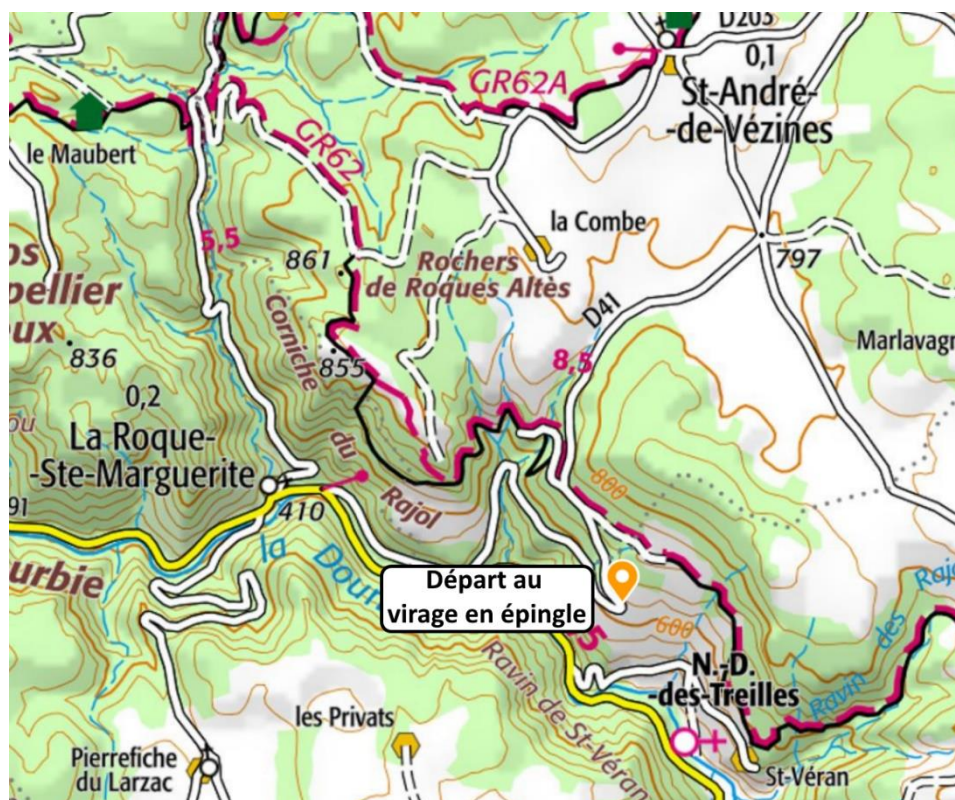 D203
0,1
GR62A
St-André-
-de-Vézines
le Maubert
GR62
la Combe
5,5
861
Rochers
de Roques Altès
797
pellier
ux
836
Corniche
du
Rajol
855
D41
8,5
Marlavagn
0,2
La Roque-
-Ste-Marguerite
410
91
800
la Dour
urbie
Départ au
virage en épingle
600
N.-D.
-des-Treilles
Ravin des Raj
Ravin de St-Véran
les Privats
Pierrefiche
du Larzac
St-Véran